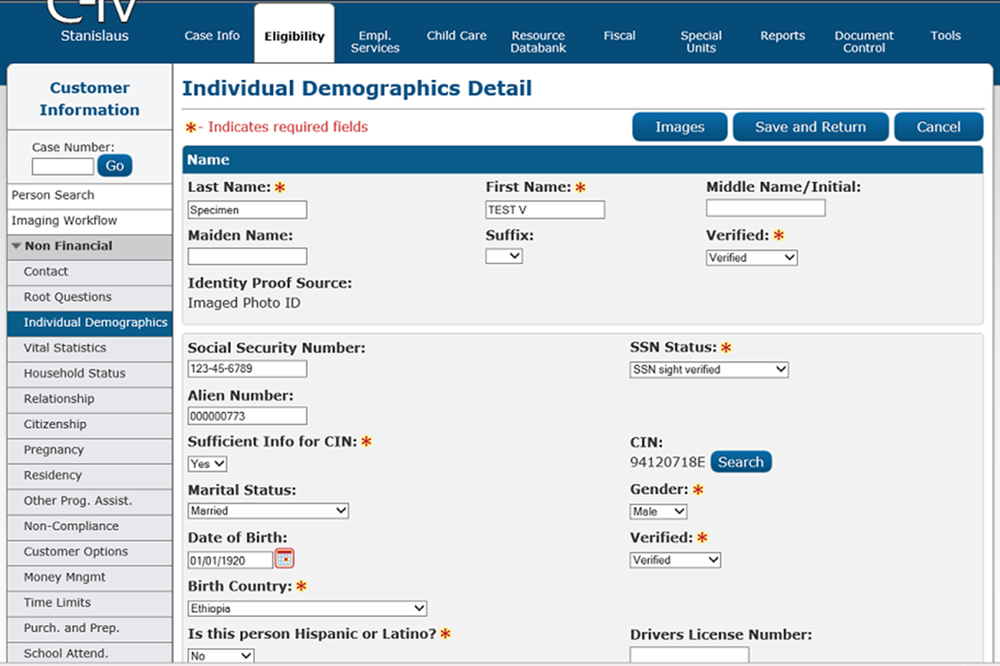 C-IV
Stanislaus
Case Info
Eligibility
Empl.
Services
Child Care
Resource
Databank
Fiscal
Special
Units
Reports
Document
Control
Tools
Customer
Information
Case Number:
Go
Person Search
Imaging Workflow
Non Financial
Contact
Root Questions
Individual Demographics
Vital Statistics
Household Status
Relationship
Citizenship
Pregnancy
Residency
Other Prog. Assist.
Non-Compliance
Customer Options
Money Mngmt
Time Limits
Purch. and Prep.
School Attend.
Individual Demographics Detail
*- Indicates required fields
Images Save and Return Cancel
Name
Last Name: * First Name: * Middle Name/Initial:
Specimen TEST V
Maiden Name: Suffix: Verified: *
Verified
Identity Proof Source:
Imaged Photo ID
Social Security Number: SSN Status: *
123-45-6789 SSN sight verified
Alien Number:
000000773
Sufficient Info for CIN: * CIN:
Yes 94120718E Search
Marital Status: Gender: *
Married Male
Date of Birth: Verified: *
01/01/1920 Verified
Birth Country: *
Ethiopia
Is this person Hispanic or Latino? * Drivers License Number:
No